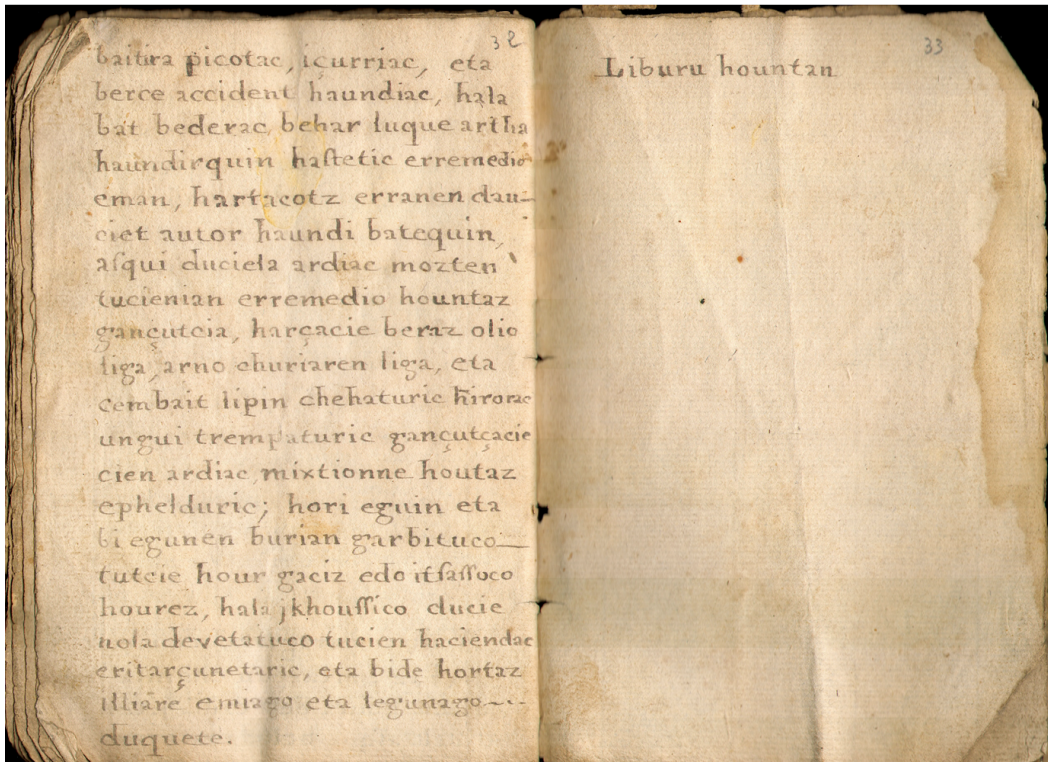 32
baitira picotac, içurriac, eta
berce accident haundiac, hala
bat bederac behar luque artha
haundirquin haſtetic erremedio
eman, hartacotz erranen dau-
ciet autor haundi batequin,
aſqui duciela ardiac mozten
tucienian erremedio hountaz
gançutcia, harçacie beraz olio
liga, arno churiaren liga, eta
cembait lipin chehaturic hirorac
ungui trempaturic gançutçacie
cien ardiac mixtionne houtaz
ephelduric; hori eguin eta
bi egunen burian garbituco
tutcie hour gaciz edo itſaſſoco
hourez, hala jkhouſſico ducie
nola devetatuco tucien haciendac
eritarçunetaric, eta bide hortaz
illiare emiago eta legunago
duquete.
33
Liburu hountan